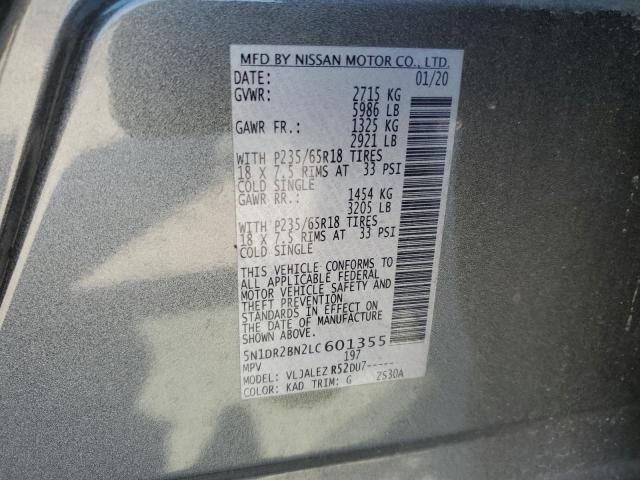 MFD BY NISSAN MOTOR CO., LTD.
DATE: 01/20
GVWR: 2715 KG
5986 LB
GAWR FR.: 1325 KG
2921 LB
WITH P235/65R18 TIRES
18 X 7.5 RIMS AT 33 PSI
COLD SINGLE
GAWR RR.: 1454 KG
3205 LB
WITH P235/65R18 TIRES
18 X 7.5 RIMS AT 33 PSI
COLD SINGLE
THIS VEHICLE CONFORMS TO
ALL APPLICABLE FEDERAL
MOTOR VEHICLE SAFETY AND
THEFT PREVENTION
STANDARDS IN EFFECT ON
THE DATE OF MANUFACTURE
SHOWN ABOVE.
5N1DR2BN2LC601355
MPV 197
MODEL: VLJALEZ R52DU7-----
COLOR: KAD TRIM: G ZS30A